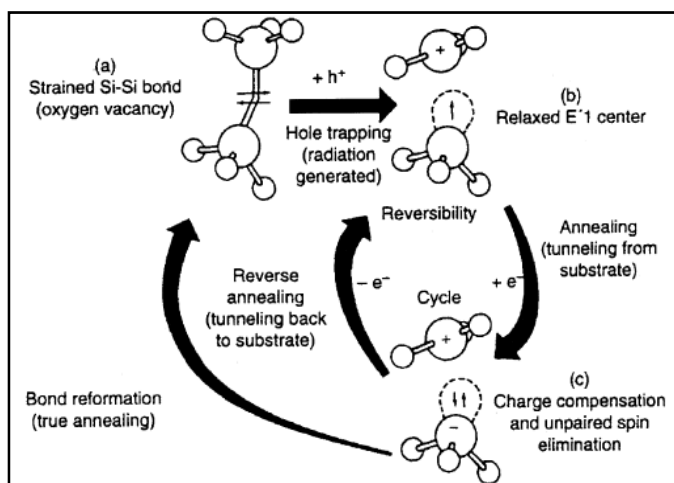 (a)
Strained Si-Si bond
(oxygen vacancy)
+ h⁺
Hole trapping
(radiation
generated)
+
(b)
Relaxed E´1 center
Reversibility
Annealing
(tunneling from
substrate)
Reverse
annealing
(tunneling back
to substrate)
– e⁻
Cycle
+ e⁻
+
Bond reformation
(true annealing)
–
(c)
Charge compensation
and unpaired spin
elimination